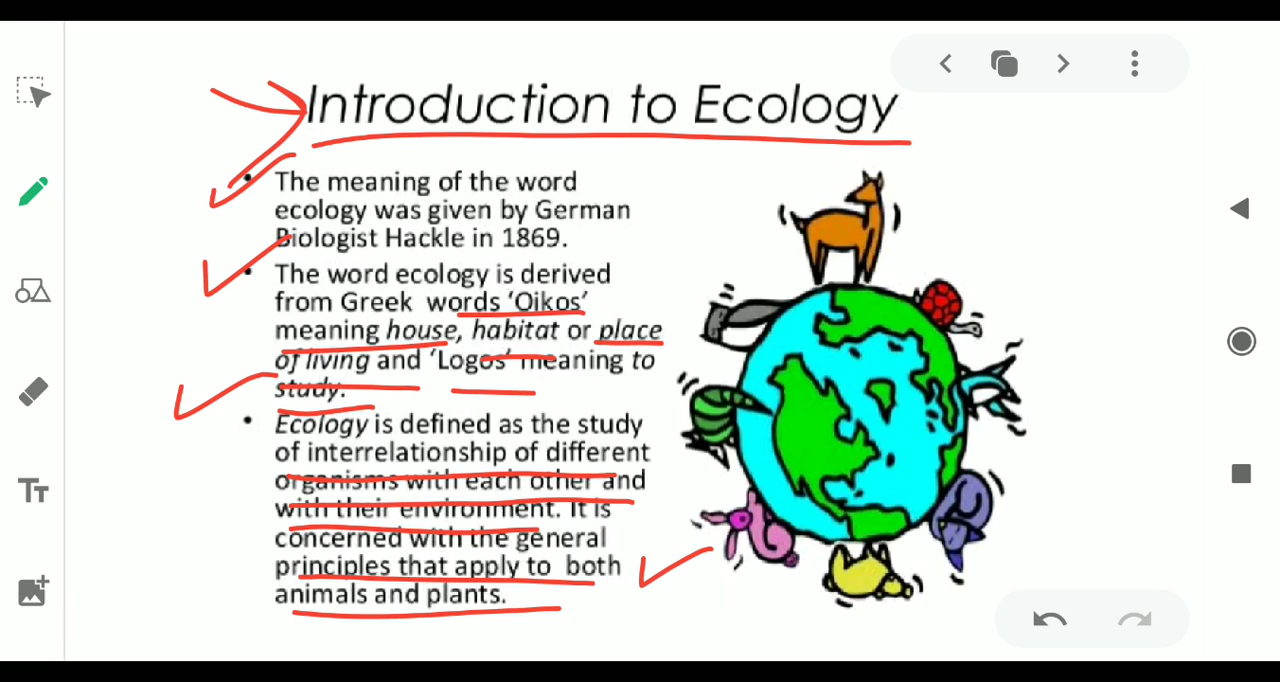 Introduction to Ecology
• The meaning of the word
ecology was given by German
Biologist Hackle in 1869.
• The word ecology is derived
from Greek words ‘Oikos’
meaning house, habitat or place
of living and ‘Logos’ meaning to
study.
• Ecology is defined as the study
of interrelationship of different
organisms with each other and
with their environment. It is
concerned with the general
principles that apply to both
animals and plants.
TT